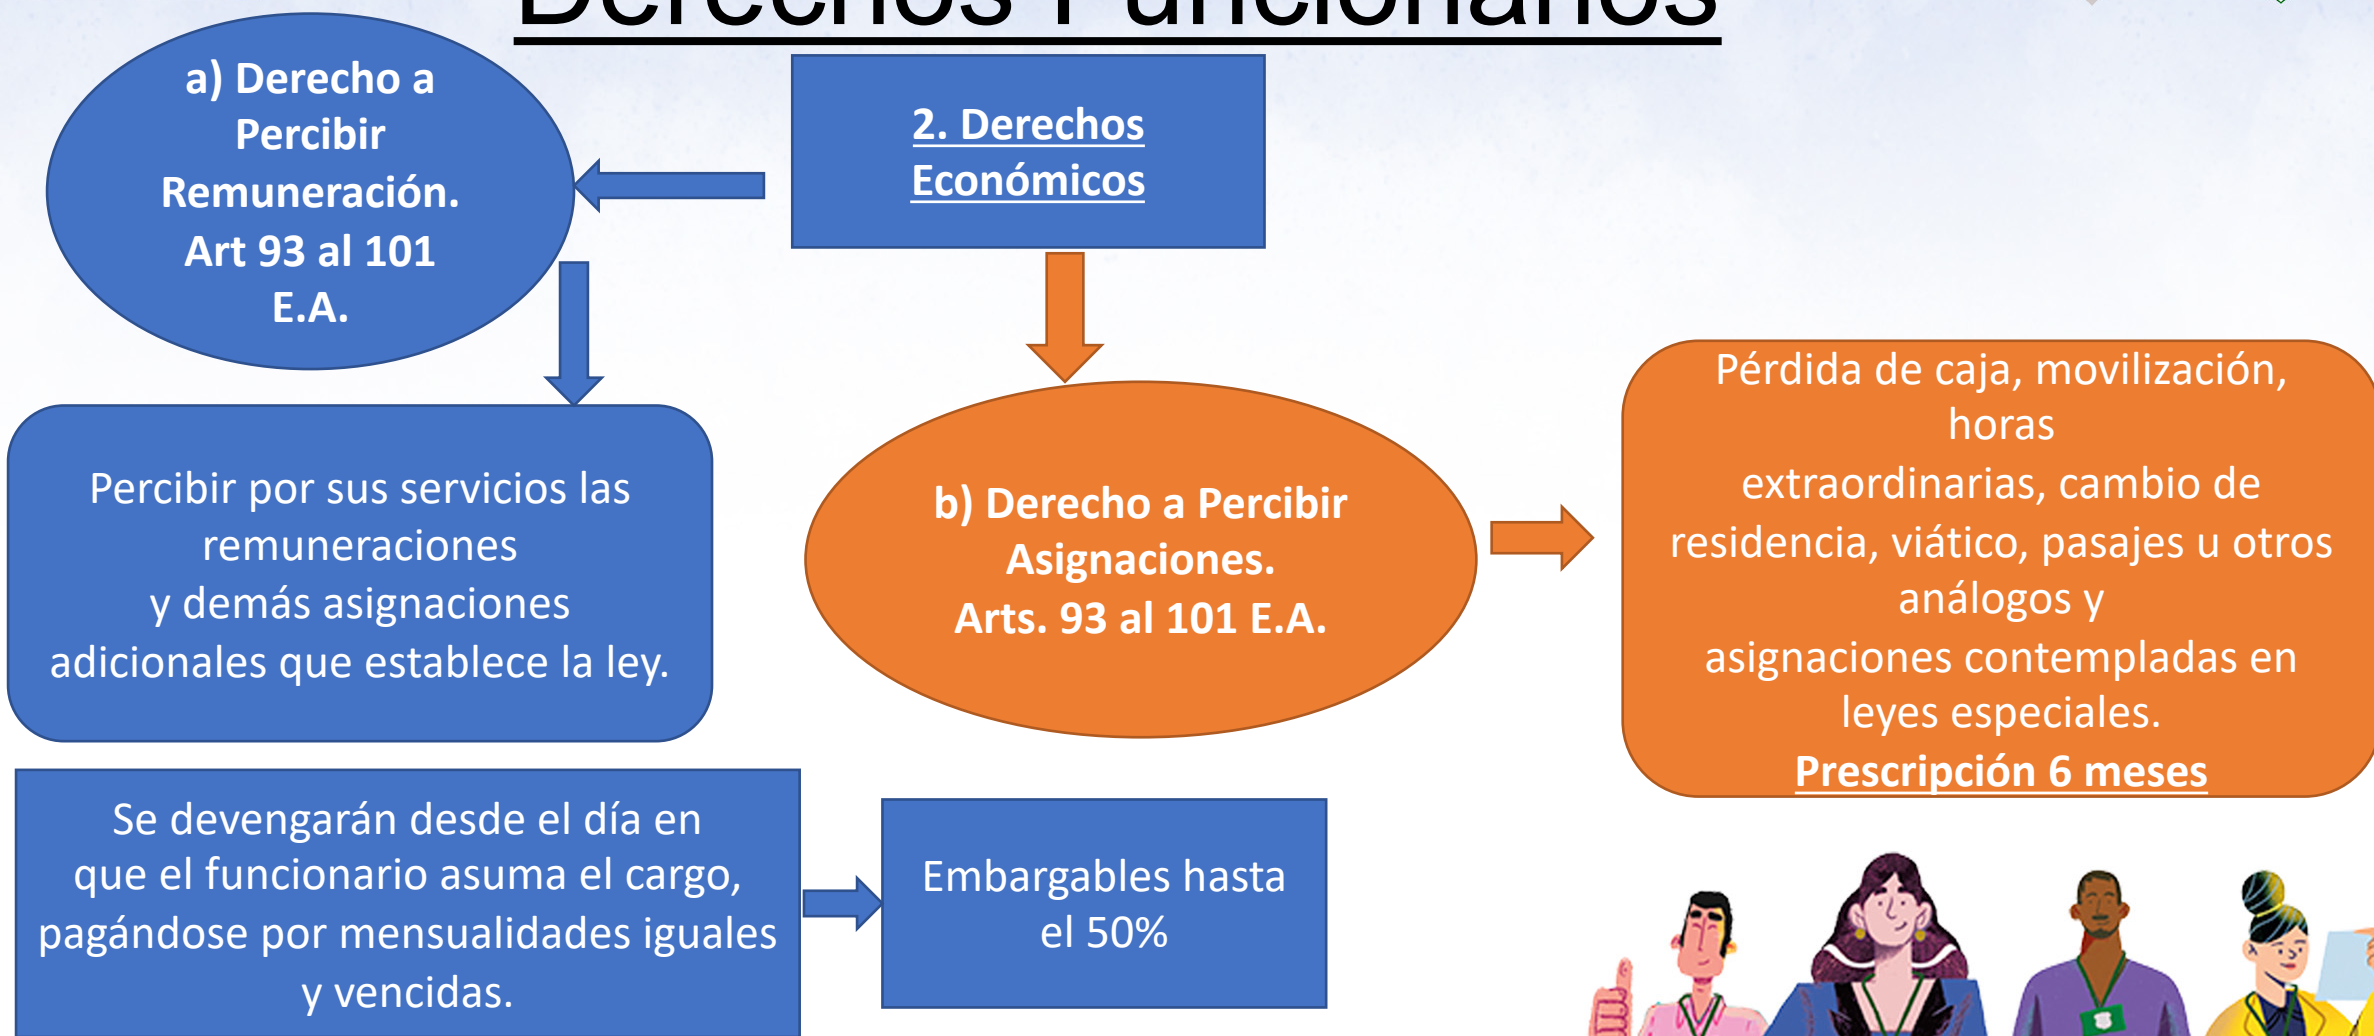 Derechos Funcionarios
a) Derecho a
Percibir
Remuneración.
Art 93 al 101
E.A.
2. Derechos
Económicos
Percibir por sus servicios las
remuneraciones
y demás asignaciones
adicionales que establece la ley.
b) Derecho a Percibir
Asignaciones.
Arts. 93 al 101 E.A.
Pérdida de caja, movilización,
horas
extraordinarias, cambio de
residencia, viático, pasajes u otros
análogos y
asignaciones contempladas en
leyes especiales.
Prescripción 6 meses
Se devengarán desde el día en
que el funcionario asuma el cargo,
pagándose por mensualidades iguales
y vencidas.
Embargables hasta
el 50%